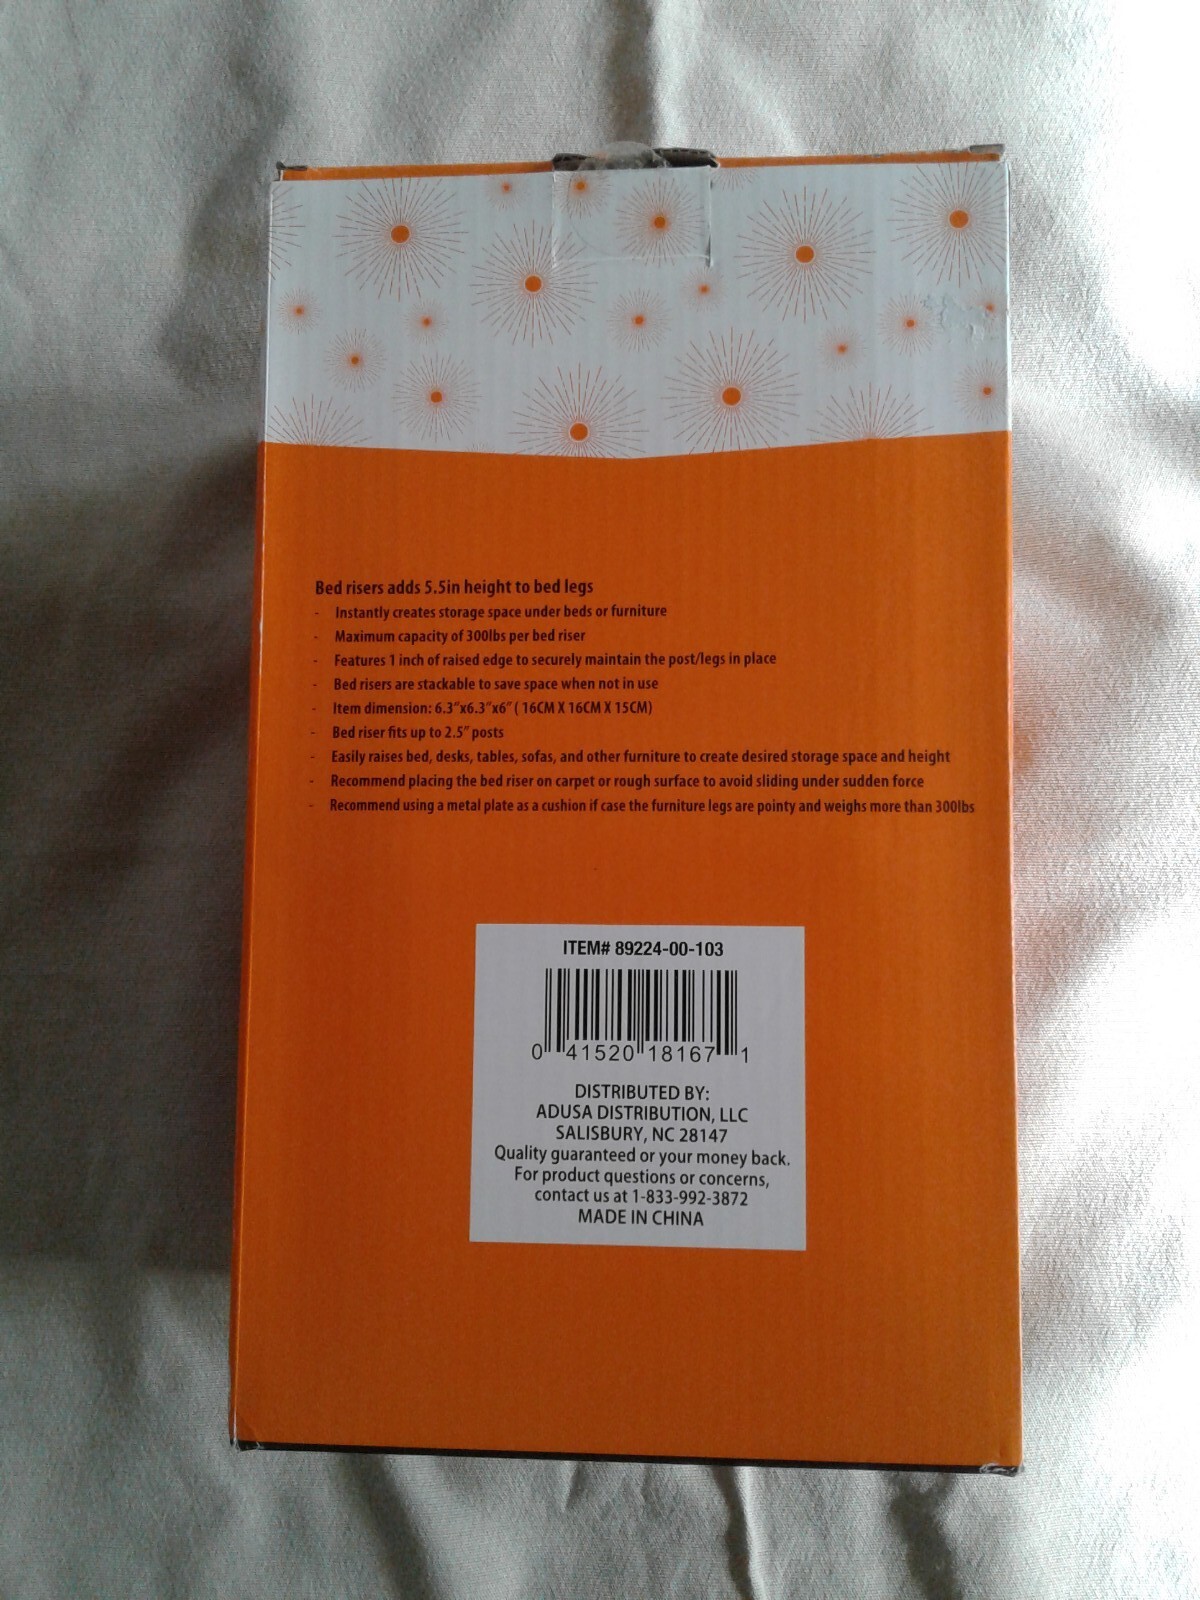 Bed risers adds 5.5in height to bed legs
- Instantly creates storage space under beds or furniture
- Maximum capacity of 300lbs per bed riser
- Features 1 inch of raised edge to securely maintain the post/legs in place
- Bed risers are stackable to save space when not in use
- Item dimension: 6.3"x6.3"x6" ( 16CM X 16CM X 15CM)
- Bed riser fits up to 2.5" posts
- Easily raises bed, desks, tables, sofas, and other furniture to create desired storage space and height
- Recommend placing the bed riser on carpet or rough surface to avoid sliding under sudden force
- Recommend using a metal plate as a cushion if case the furniture legs are pointy and weighs more than 300lbs
ITEM# 89224-00-103
0 41520 18167 1
DISTRIBUTED BY:
ADUSA DISTRIBUTION, LLC
SALISBURY, NC 28147
Quality guaranteed or your money back.
For product questions or concerns,
contact us at 1-833-992-3872
MADE IN CHINA